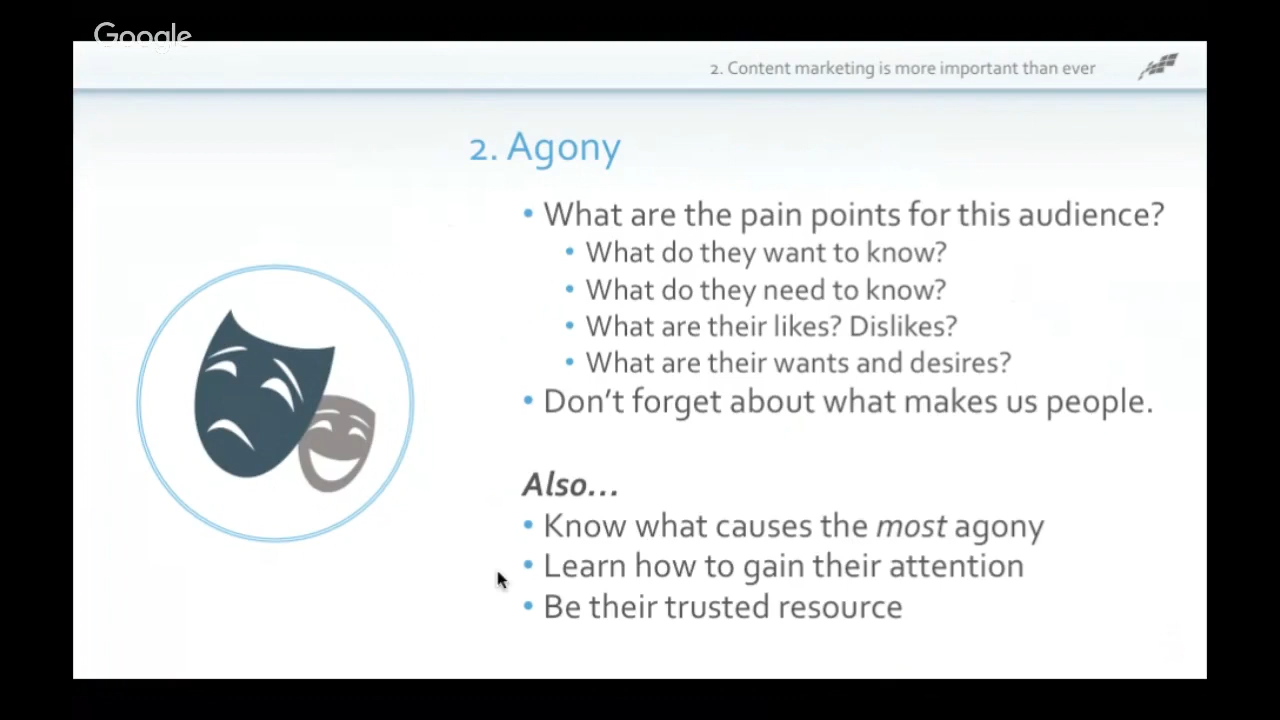 Google
2. Content marketing is more important than ever
2. Agony
• What are the pain points for this audience?
• What do they want to know?
• What do they need to know?
• What are their likes? Dislikes?
• What are their wants and desires?
• Don't forget about what makes us people.
Also...
• Know what causes the most agony
• Learn how to gain their attention
• Be their trusted resource